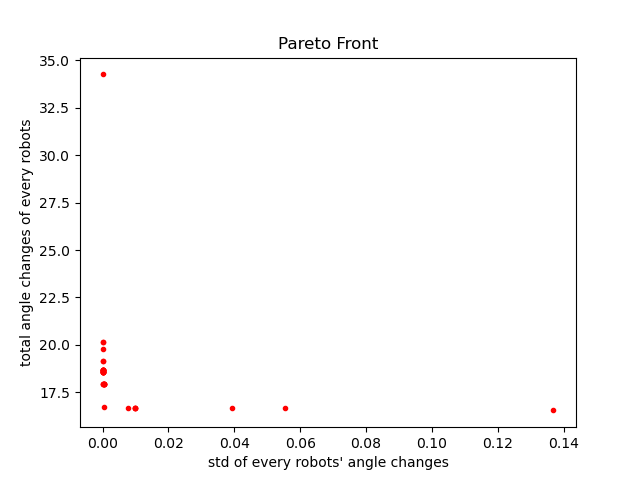 Pareto Front
total angle changes of every robots
35.0
32.5
30.0
27.5
25.0
22.5
20.0
17.5
0.00 0.02 0.04 0.06 0.08 0.10 0.12 0.14
std of every robots' angle changes